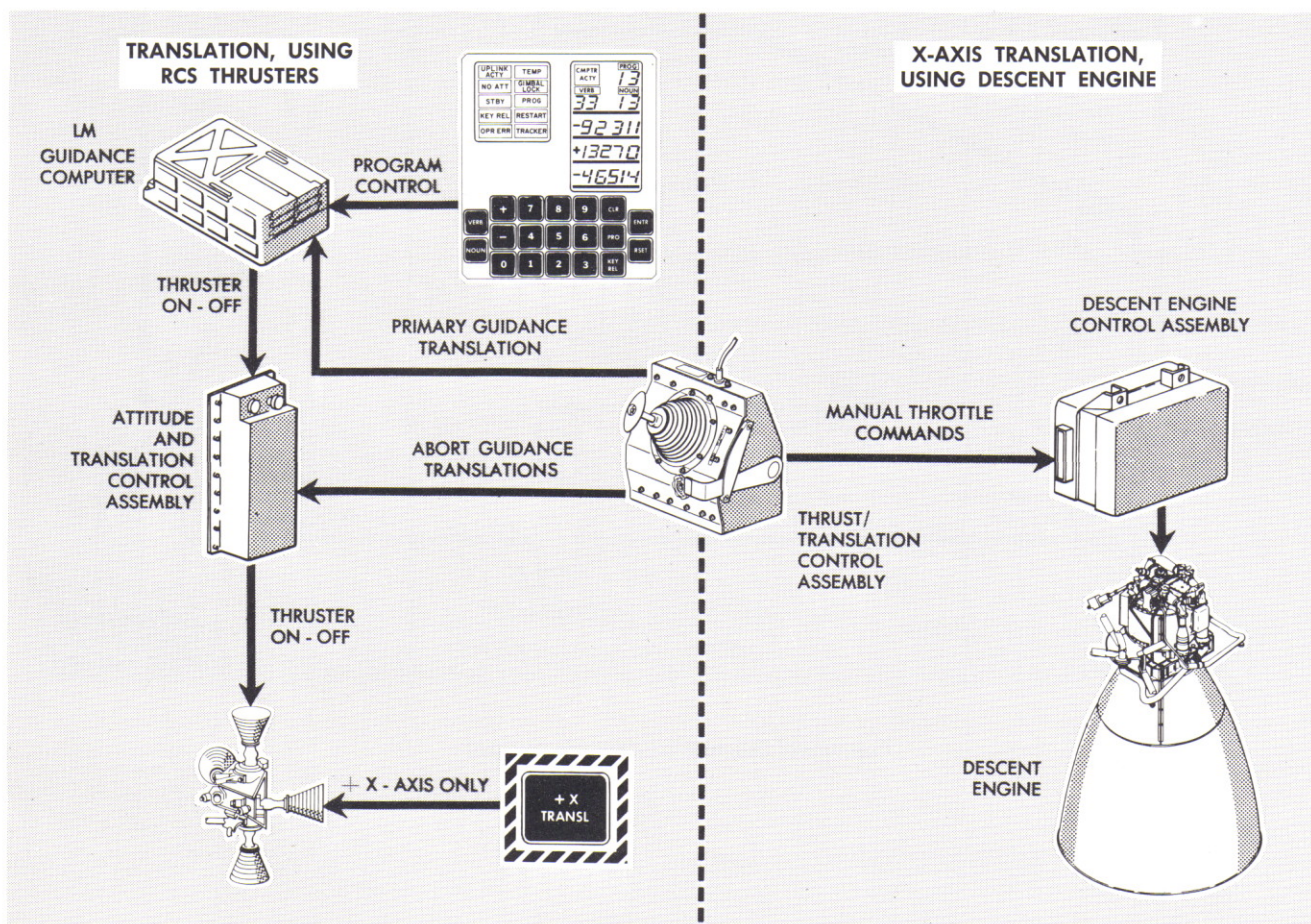 TRANSLATION, USING
RCS THRUSTERS
X-AXIS TRANSLATION,
USING DESCENT ENGINE
LM
GUIDANCE
COMPUTER
PROGRAM
CONTROL
UPLINK
ACTY
TEMP
NO ATT
GIMBAL
LOCK
STBY
PROG
KEY REL
RESTART
OPR ERR
TRACKER
CMPTR
ACTY
PROG
13
VERB
NOUN
33 13
-92311
+13270
-46514
VERB
NOUN
+ 7 8 9 CLR
- 4 5 6 PRO
0 1 2 3 KEY
REL
ENTR
RSET
THRUSTER
ON - OFF
PRIMARY GUIDANCE
TRANSLATION
DESCENT ENGINE
CONTROL ASSEMBLY
ATTITUDE
AND
TRANSLATION
CONTROL
ASSEMBLY
ABORT GUIDANCE
TRANSLATIONS
MANUAL THROTTLE
COMMANDS
THRUST/
TRANSLATION
CONTROL
ASSEMBLY
THRUSTER
ON - OFF
+ X - AXIS ONLY
+ X
TRANSL
DESCENT
ENGINE